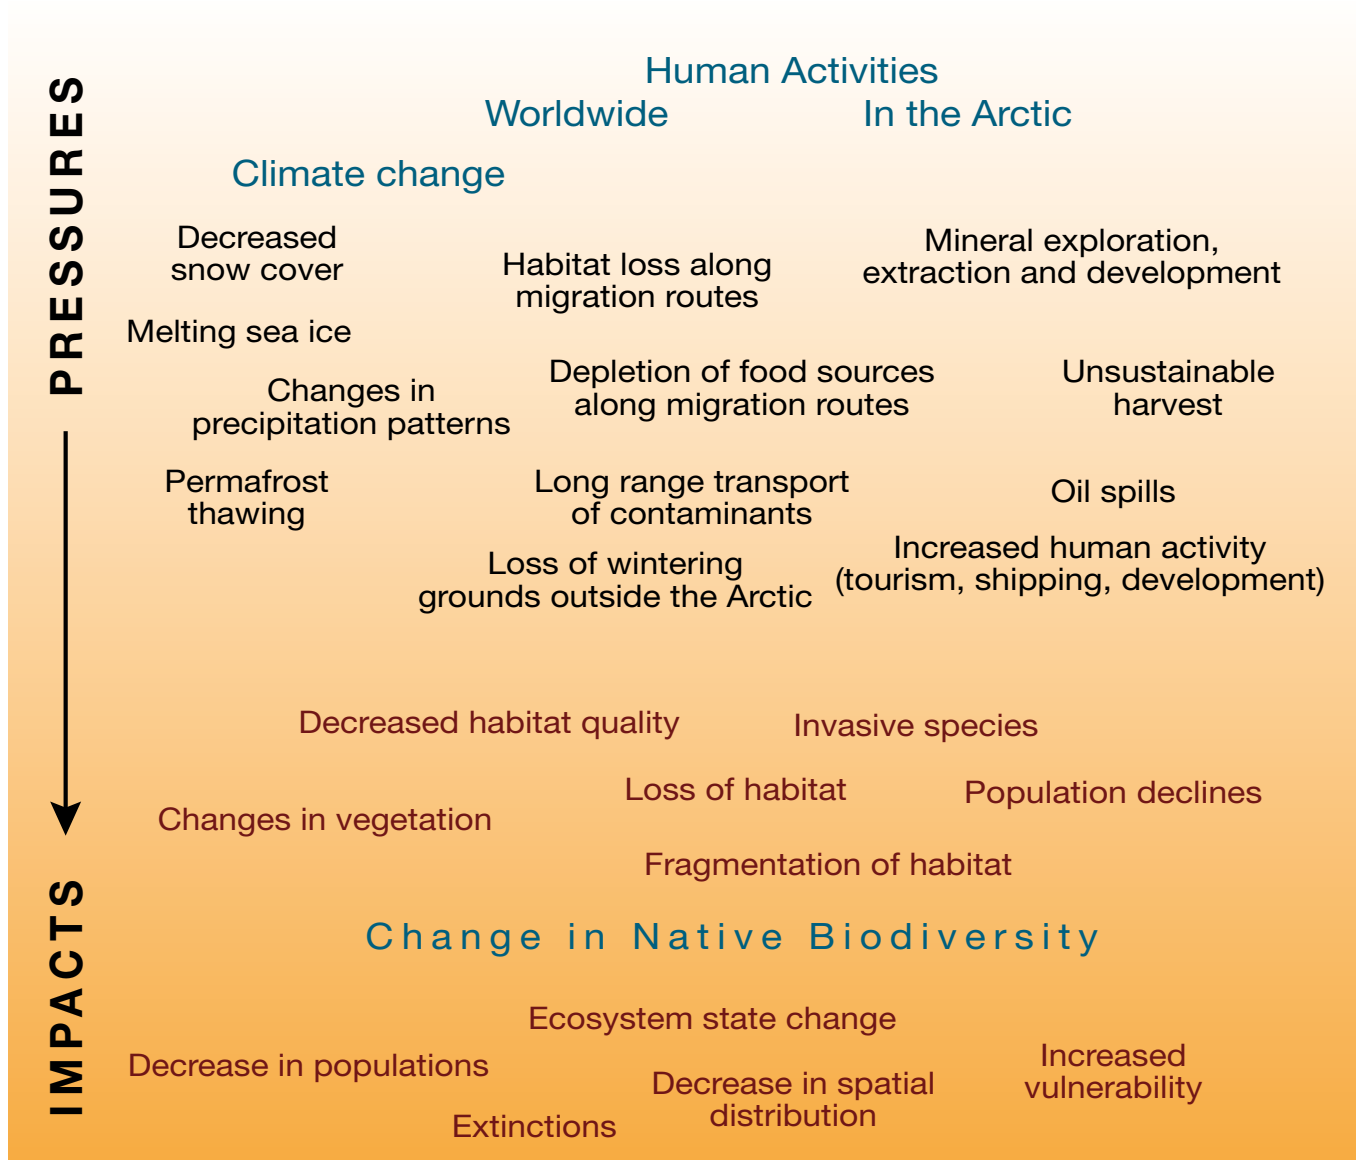 PRESSURES
Human Activities
Worldwide
In the Arctic
Climate change
Decreased
snow cover
Habitat loss along
migration routes
Mineral exploration,
extraction and development
Melting sea ice
Changes in
precipitation patterns
Depletion of food sources
along migration routes
Unsustainable
harvest
Permafrost
thawing
Long range transport
of contaminants
Oil spills
Loss of wintering
grounds outside the Arctic
Increased human activity
(tourism, shipping, development)
IMPACTS
Decreased habitat quality
Invasive species
Loss of habitat
Population declines
Changes in vegetation
Fragmentation of habitat
Change in Native Biodiversity
Ecosystem state change
Decrease in populations
Decrease in spatial
distribution
Increased
vulnerability
Extinctions